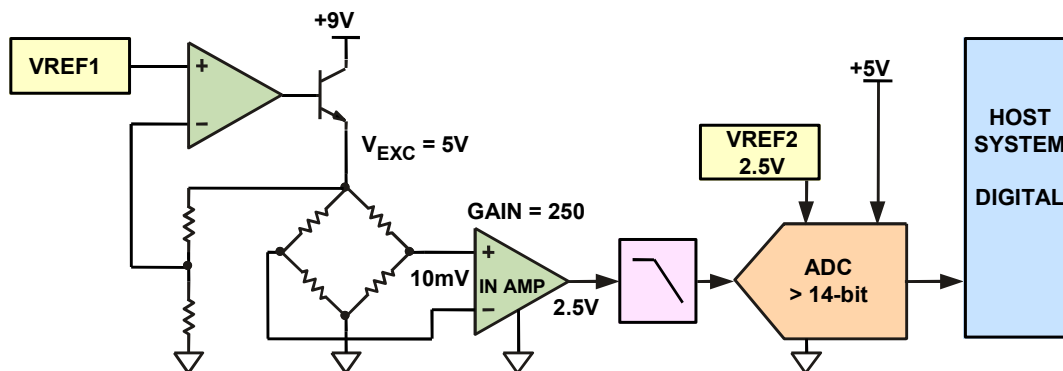 +9V
VREF1
+
−
V_EXC = 5V
+5V
VREF2
2.5V
HOST
SYSTEM
DIGITAL
GAIN = 250
+
10mV
IN AMP
−
2.5V
ADC
> 14-bit